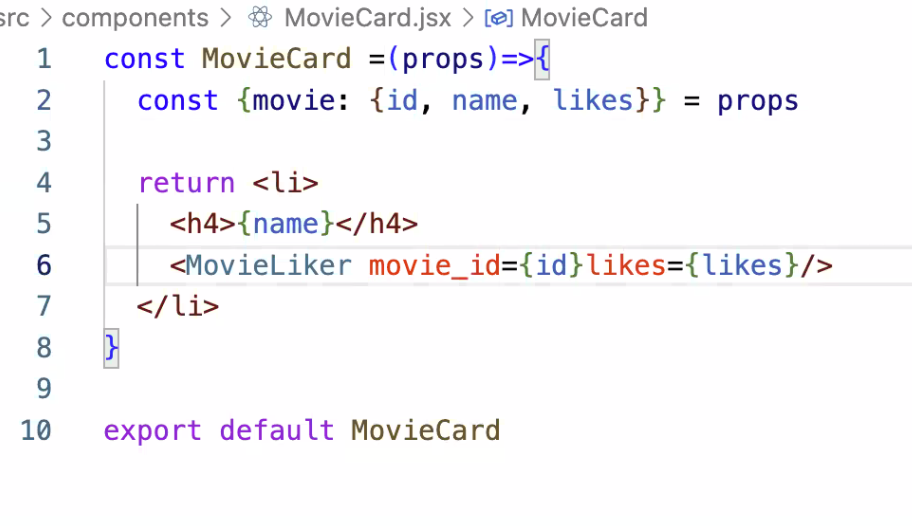 src > components > MovieCard.jsx > MovieCard
1 const MovieCard =(props)=>{
2   const {movie: {id, name, likes}} = props
3
4   return <li>
5     <h4>{name}</h4>
6     <MovieLiker movie_id={id}likes={likes}/>
7   </li>
8 }
9
10 export default MovieCard